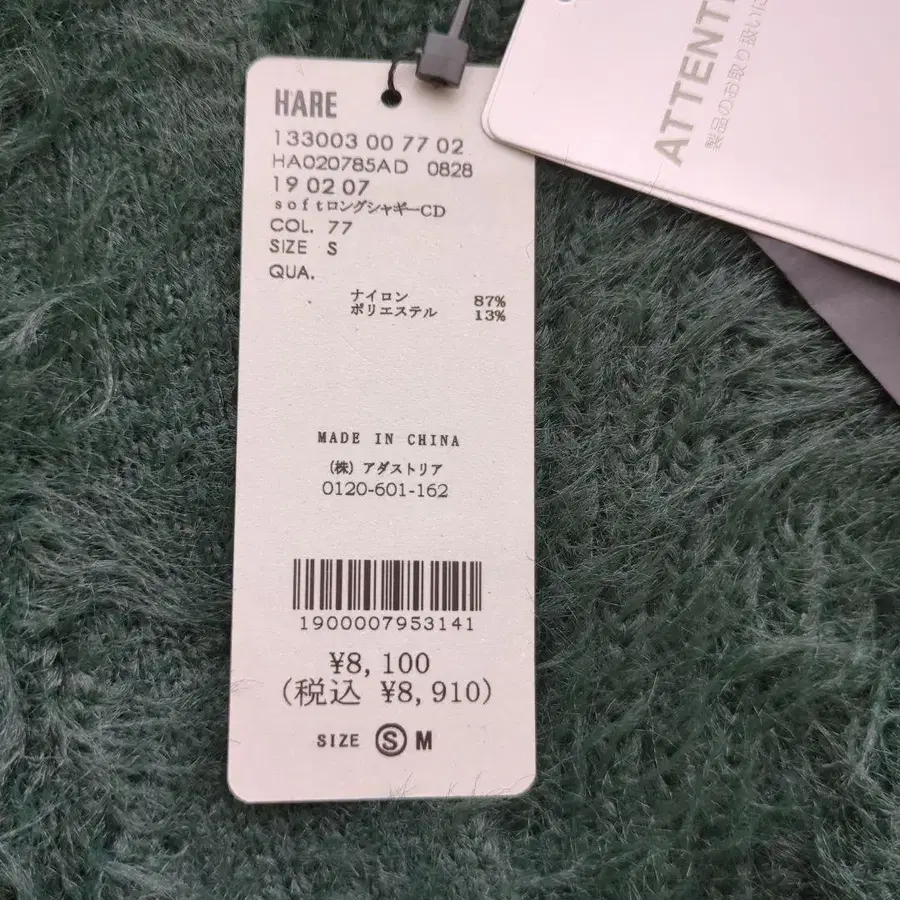 HARE
133003 00 77 02
HA020785AD 0828
19 02 07
softロングシャギーCD
COL. 77
SIZE S
QUA.
ナイロン 87%
ポリエステル 13%
MADE IN CHINA
(株) アダストリア
0120-601-162
1900007953141
¥8,100
(税込 ¥8,910)
SIZE S M
ATTENT
製品のお取り扱いに